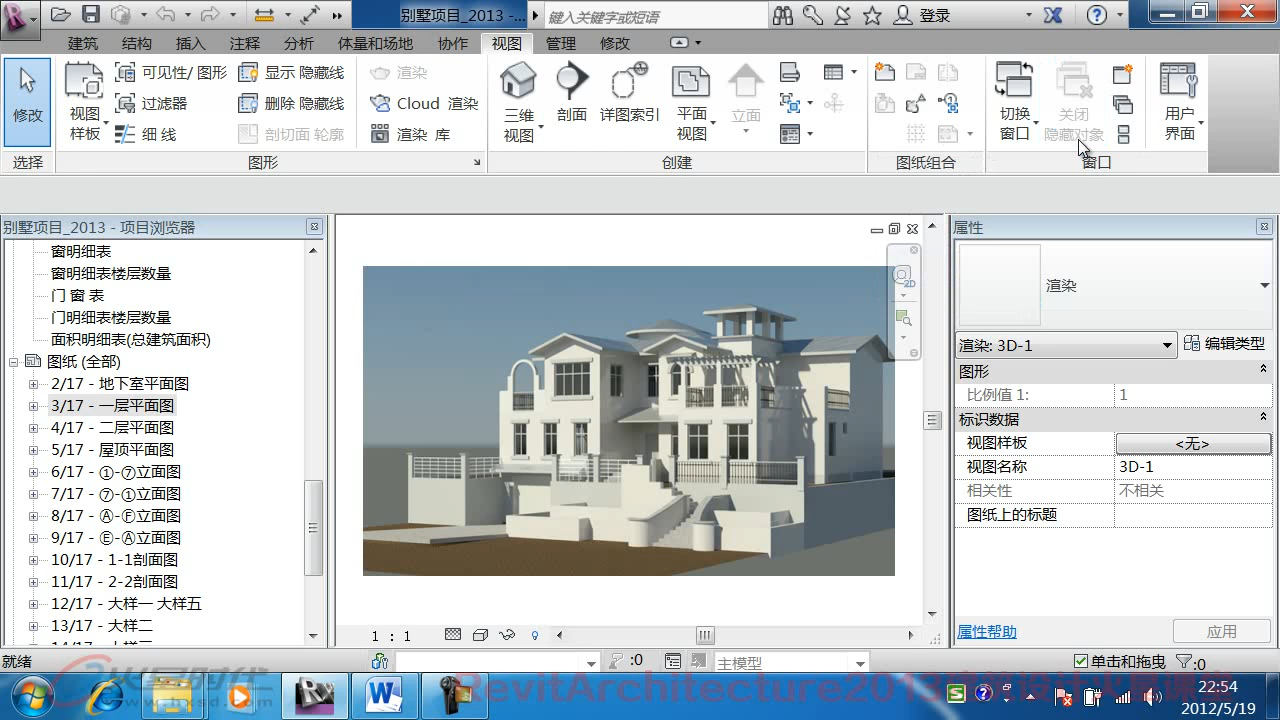 别墅项目_2013 -...
键入关键字或短语
登录
建筑 结构 插入 注释 分析 体量和场地 协作 视图 管理 修改
修改
视图
样板
可见性/ 图形
过滤器
细 线
显示 隐藏线
删除 隐藏线
剖切面 轮廓
渲染
Cloud 渲染
渲染 库
三维
视图
剖面
详图索引
平面
视图
立面
切换
窗口
关闭
隐藏对象
用户
界面
选择 图形 创建 图纸组合 窗口
别墅项目_2013 - 项目浏览器
窗明细表
窗明细表楼层数量
门 窗 表
门明细表楼层数量
面积明细表(总建筑面积)
图纸 (全部)
2/17 - 地下室平面图
3/17 - 一层平面图
4/17 - 二层平面图
5/17 - 屋顶平面图
6/17 - ①-⑦立面图
7/17 - ⑦-①立面图
8/17 - Ⓐ-Ⓕ立面图
9/17 - Ⓔ-Ⓐ立面图
10/17 - 1-1剖面图
11/17 - 2-2剖面图
12/17 - 大样一 大样五
13/17 - 大样二
2D
1 : 1
属性
渲染
渲染: 3D-1
编辑类型
图形
比例值 1: 1
标识数据
视图样板 <无>
视图名称 3D-1
相关性 不相关
图纸上的标题
属性帮助
应用
就绪
:0
主模型
单击和拖曳
:0
火星时代
www.hxsd.com
RevitArchitecture2013
22:54
2012/5/19